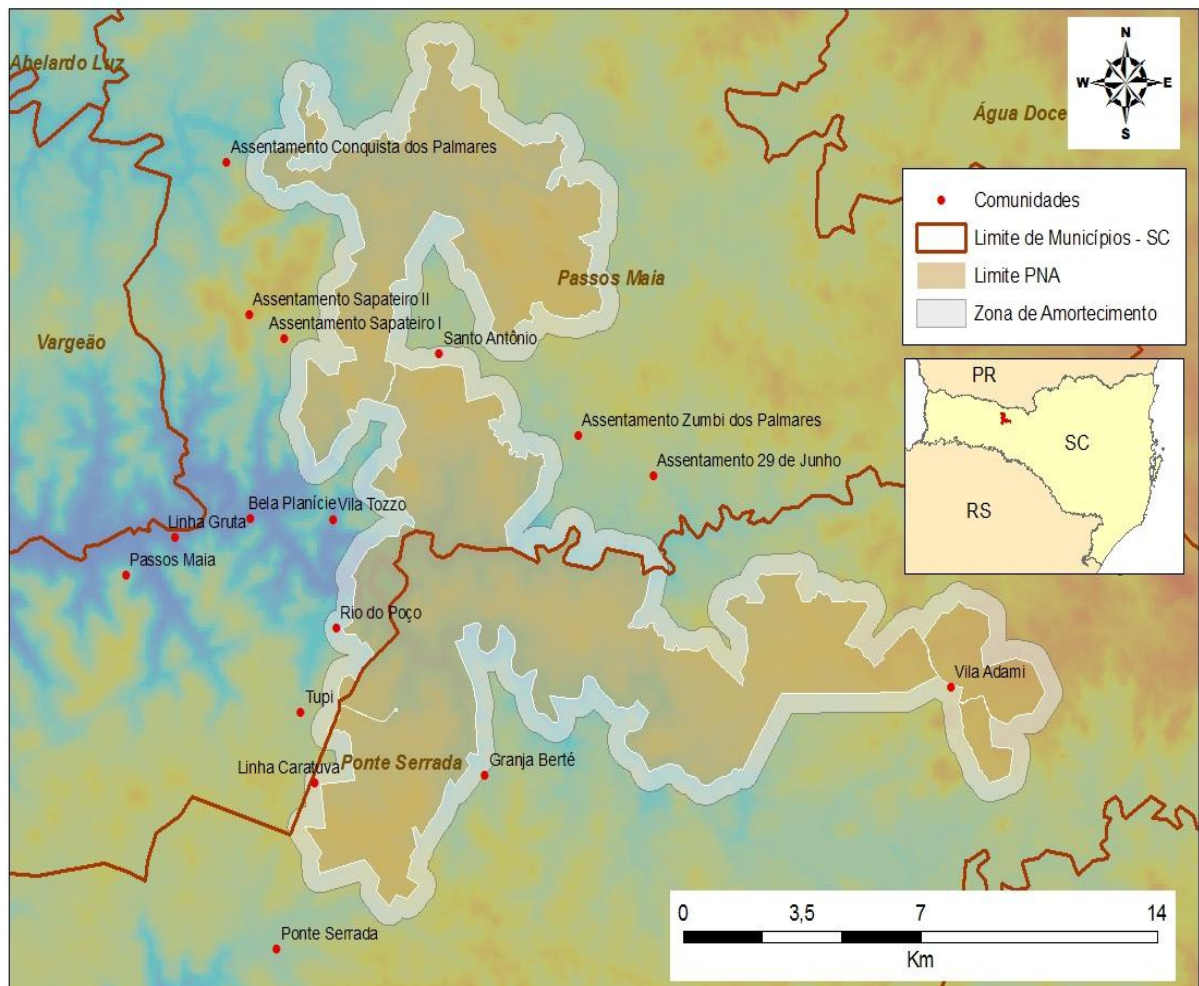 N
W E
S
Abelardo Luz
Água Doce
Assentamento Conquista dos Palmares
Comunidades
Limite de Municípios - SC
Limite PNA
Zona de Amortecimento
Passos Maia
Assentamento Sapateiro II
Assentamento Sapateiro I
Vargeão
Santo Antônio
PR
SC
RS
Assentamento Zumbi dos Palmares
Assentamento 29 de Junho
Bela Planície
Vila Tozzo
Linha Gruta
Passos Maia
Rio do Poço
Vila Adami
Tupi
Ponte Serrada
Granja Berté
Linha Caratuva
Ponte Serrada
0 3,5 7 14
Km